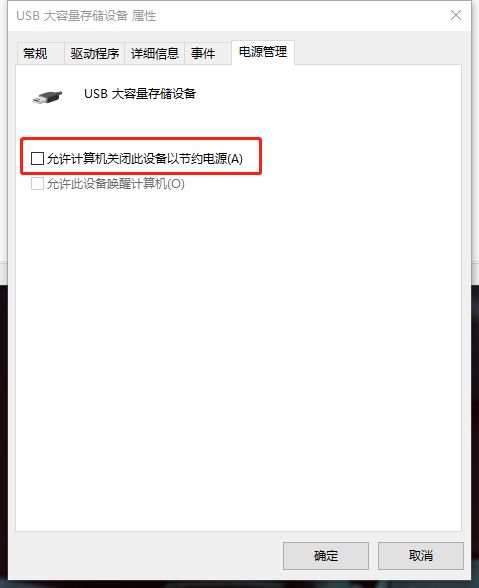 USB 大容量存储设备 属性
常规 驱动程序 详细信息 事件 电源管理
USB 大容量存储设备
允许计算机关闭此设备以节约电源(A)
允许此设备唤醒计算机(O)
确定 取消